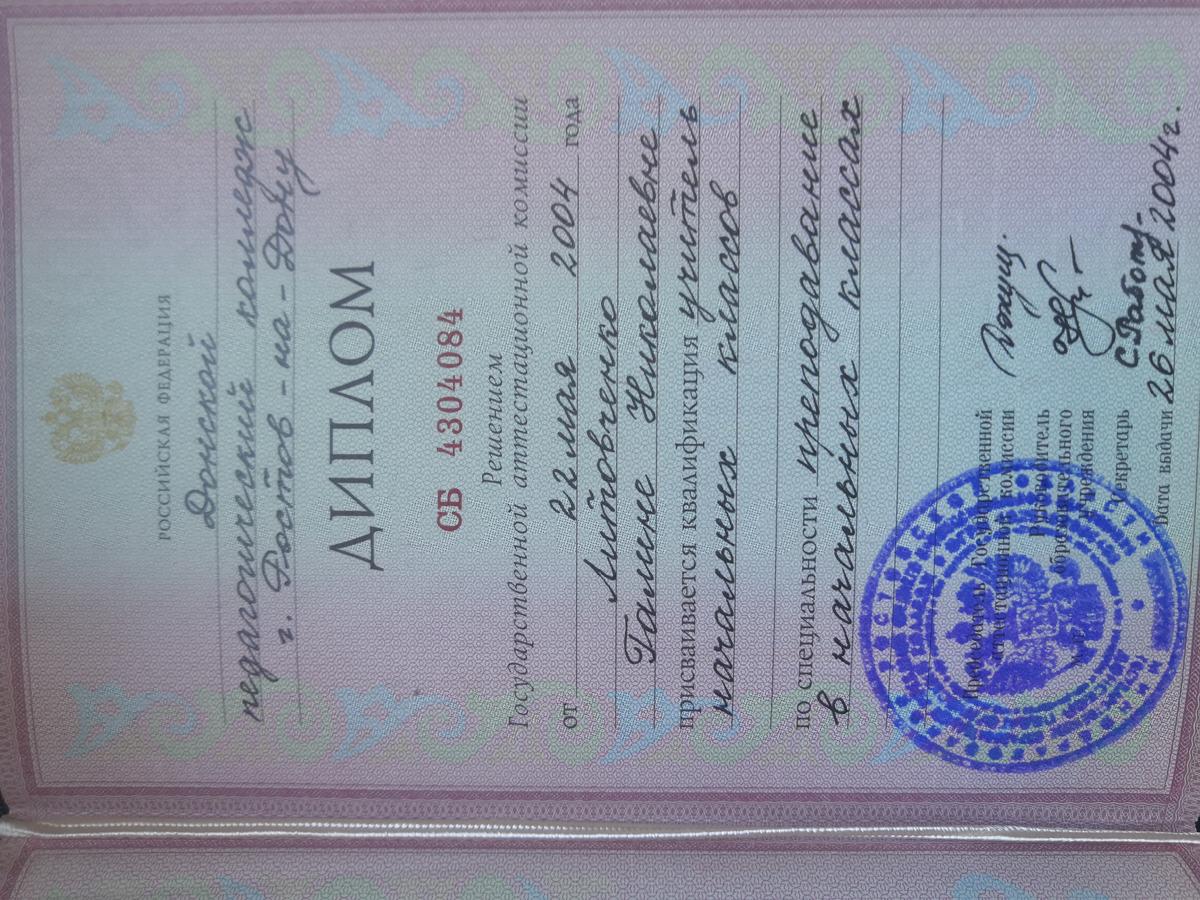 РОССИЙСКАЯ ФЕДЕРАЦИЯ
Донской
педагогический колледж
г. Ростов-на-Дону
ДИПЛОМ
СБ 4304084
Решением
Государственной аттестационной комиссии
от 22 мая 2004 года
Литовченко
Галине Николаевне
присваивается квалификация учитель
начальных классов
по специальности преподавание
в начальных классах
Председатель Государственной
аттестационной комиссии
Руководитель
образовательного
учреждения
Секретарь
Дата выдачи 26 мая 2004г.